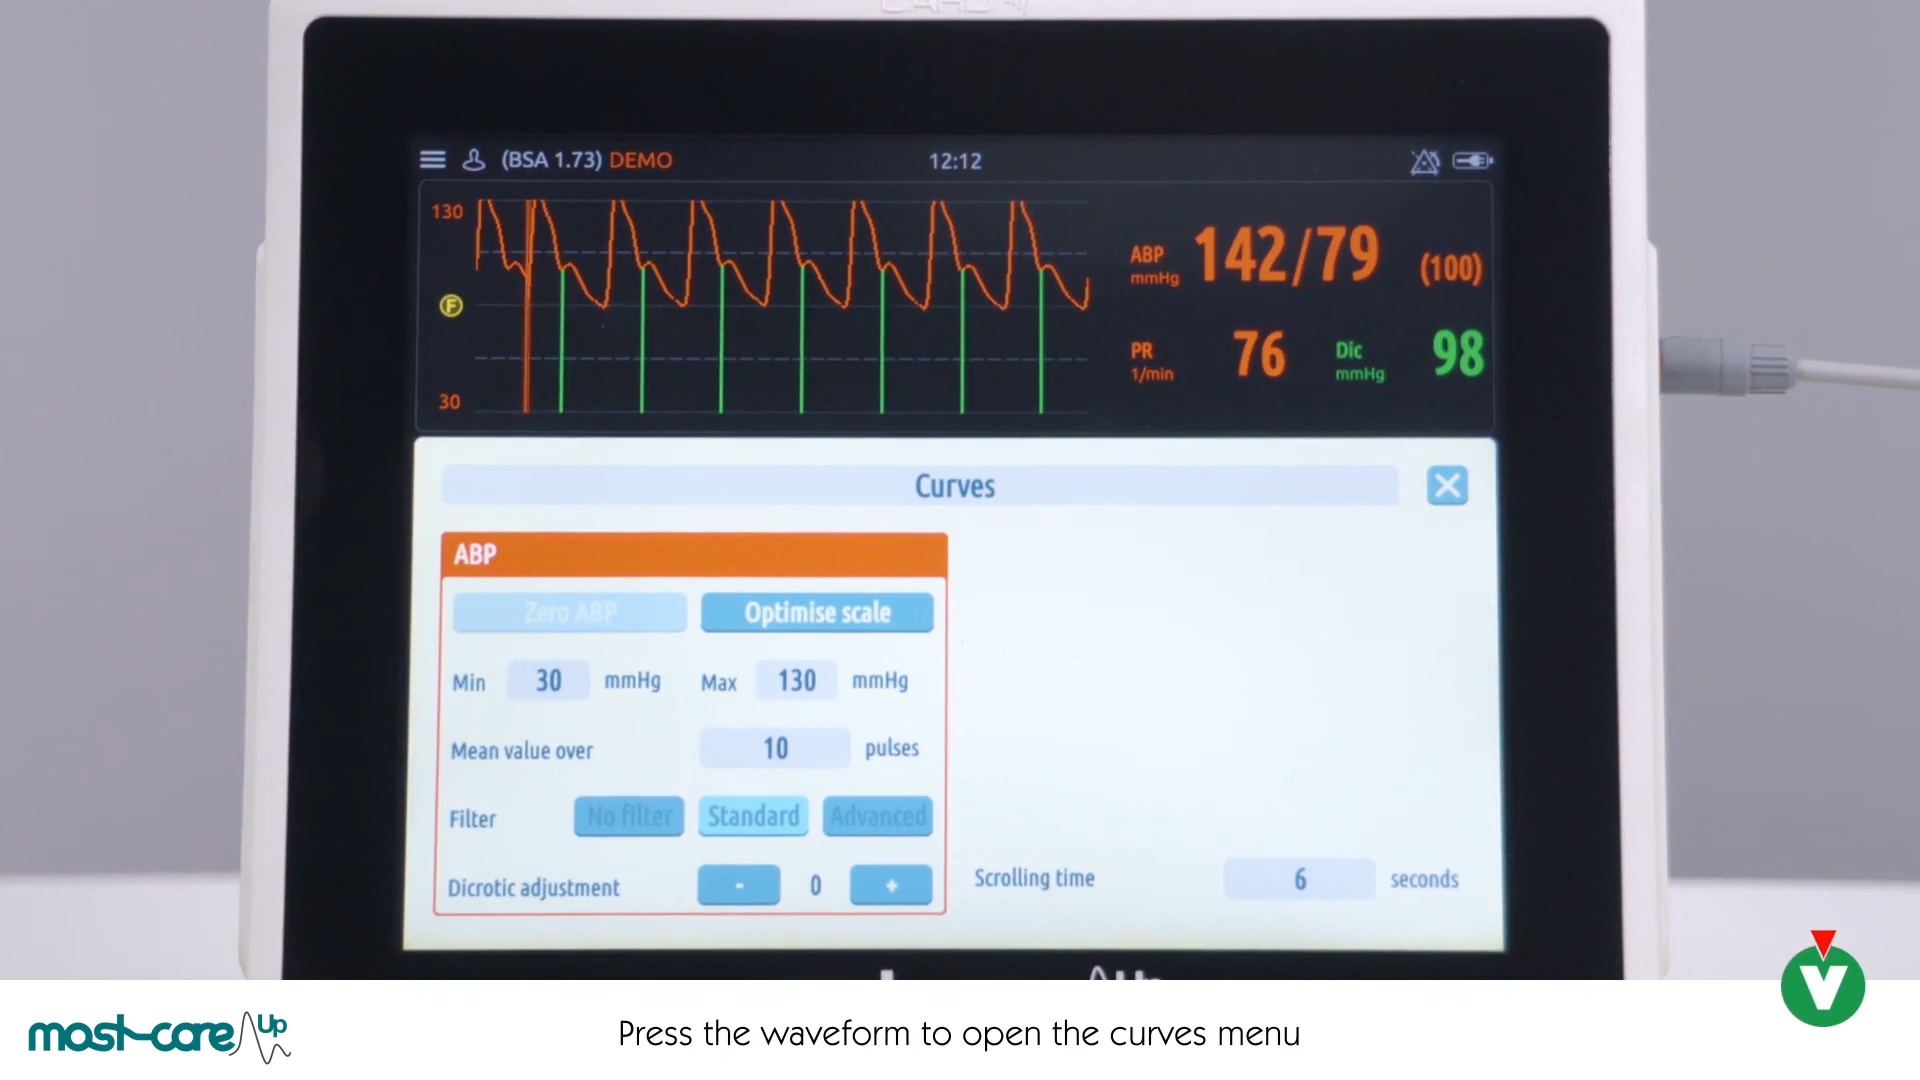 (BSA 1.73) DEMO 12:12
130
F
30
ABP mmHg 142/79 (100)
PR 1/min 76 Dic mmHg 98
Curves
ABP
Zero ABP Optimise scale
Min 30 mmHg Max 130 mmHg
Mean value over 10 pulses
Filter No filter Standard Advanced
Dicrotic adjustment - 0 +
Scrolling time 6 seconds
most-care Up
Press the waveform to open the curves menu
V